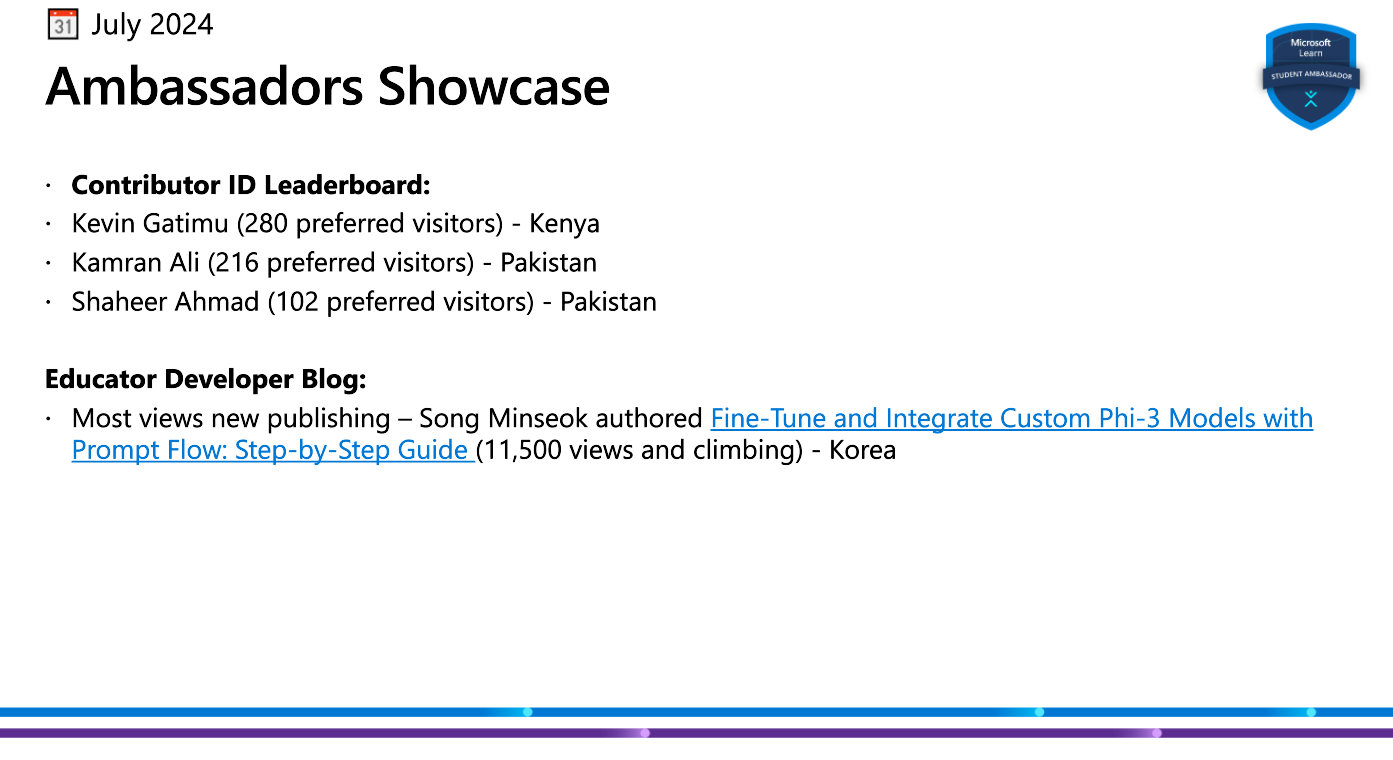 31 July 2024
Ambassadors Showcase
Microsoft
Learn
STUDENT AMBASSADOR
· Contributor ID Leaderboard:
· Kevin Gatimu (280 preferred visitors) - Kenya
· Kamran Ali (216 preferred visitors) - Pakistan
· Shaheer Ahmad (102 preferred visitors) - Pakistan
Educator Developer Blog:
· Most views new publishing – Song Minseok authored Fine-Tune and Integrate Custom Phi-3 Models with
Prompt Flow: Step-by-Step Guide (11,500 views and climbing) - Korea